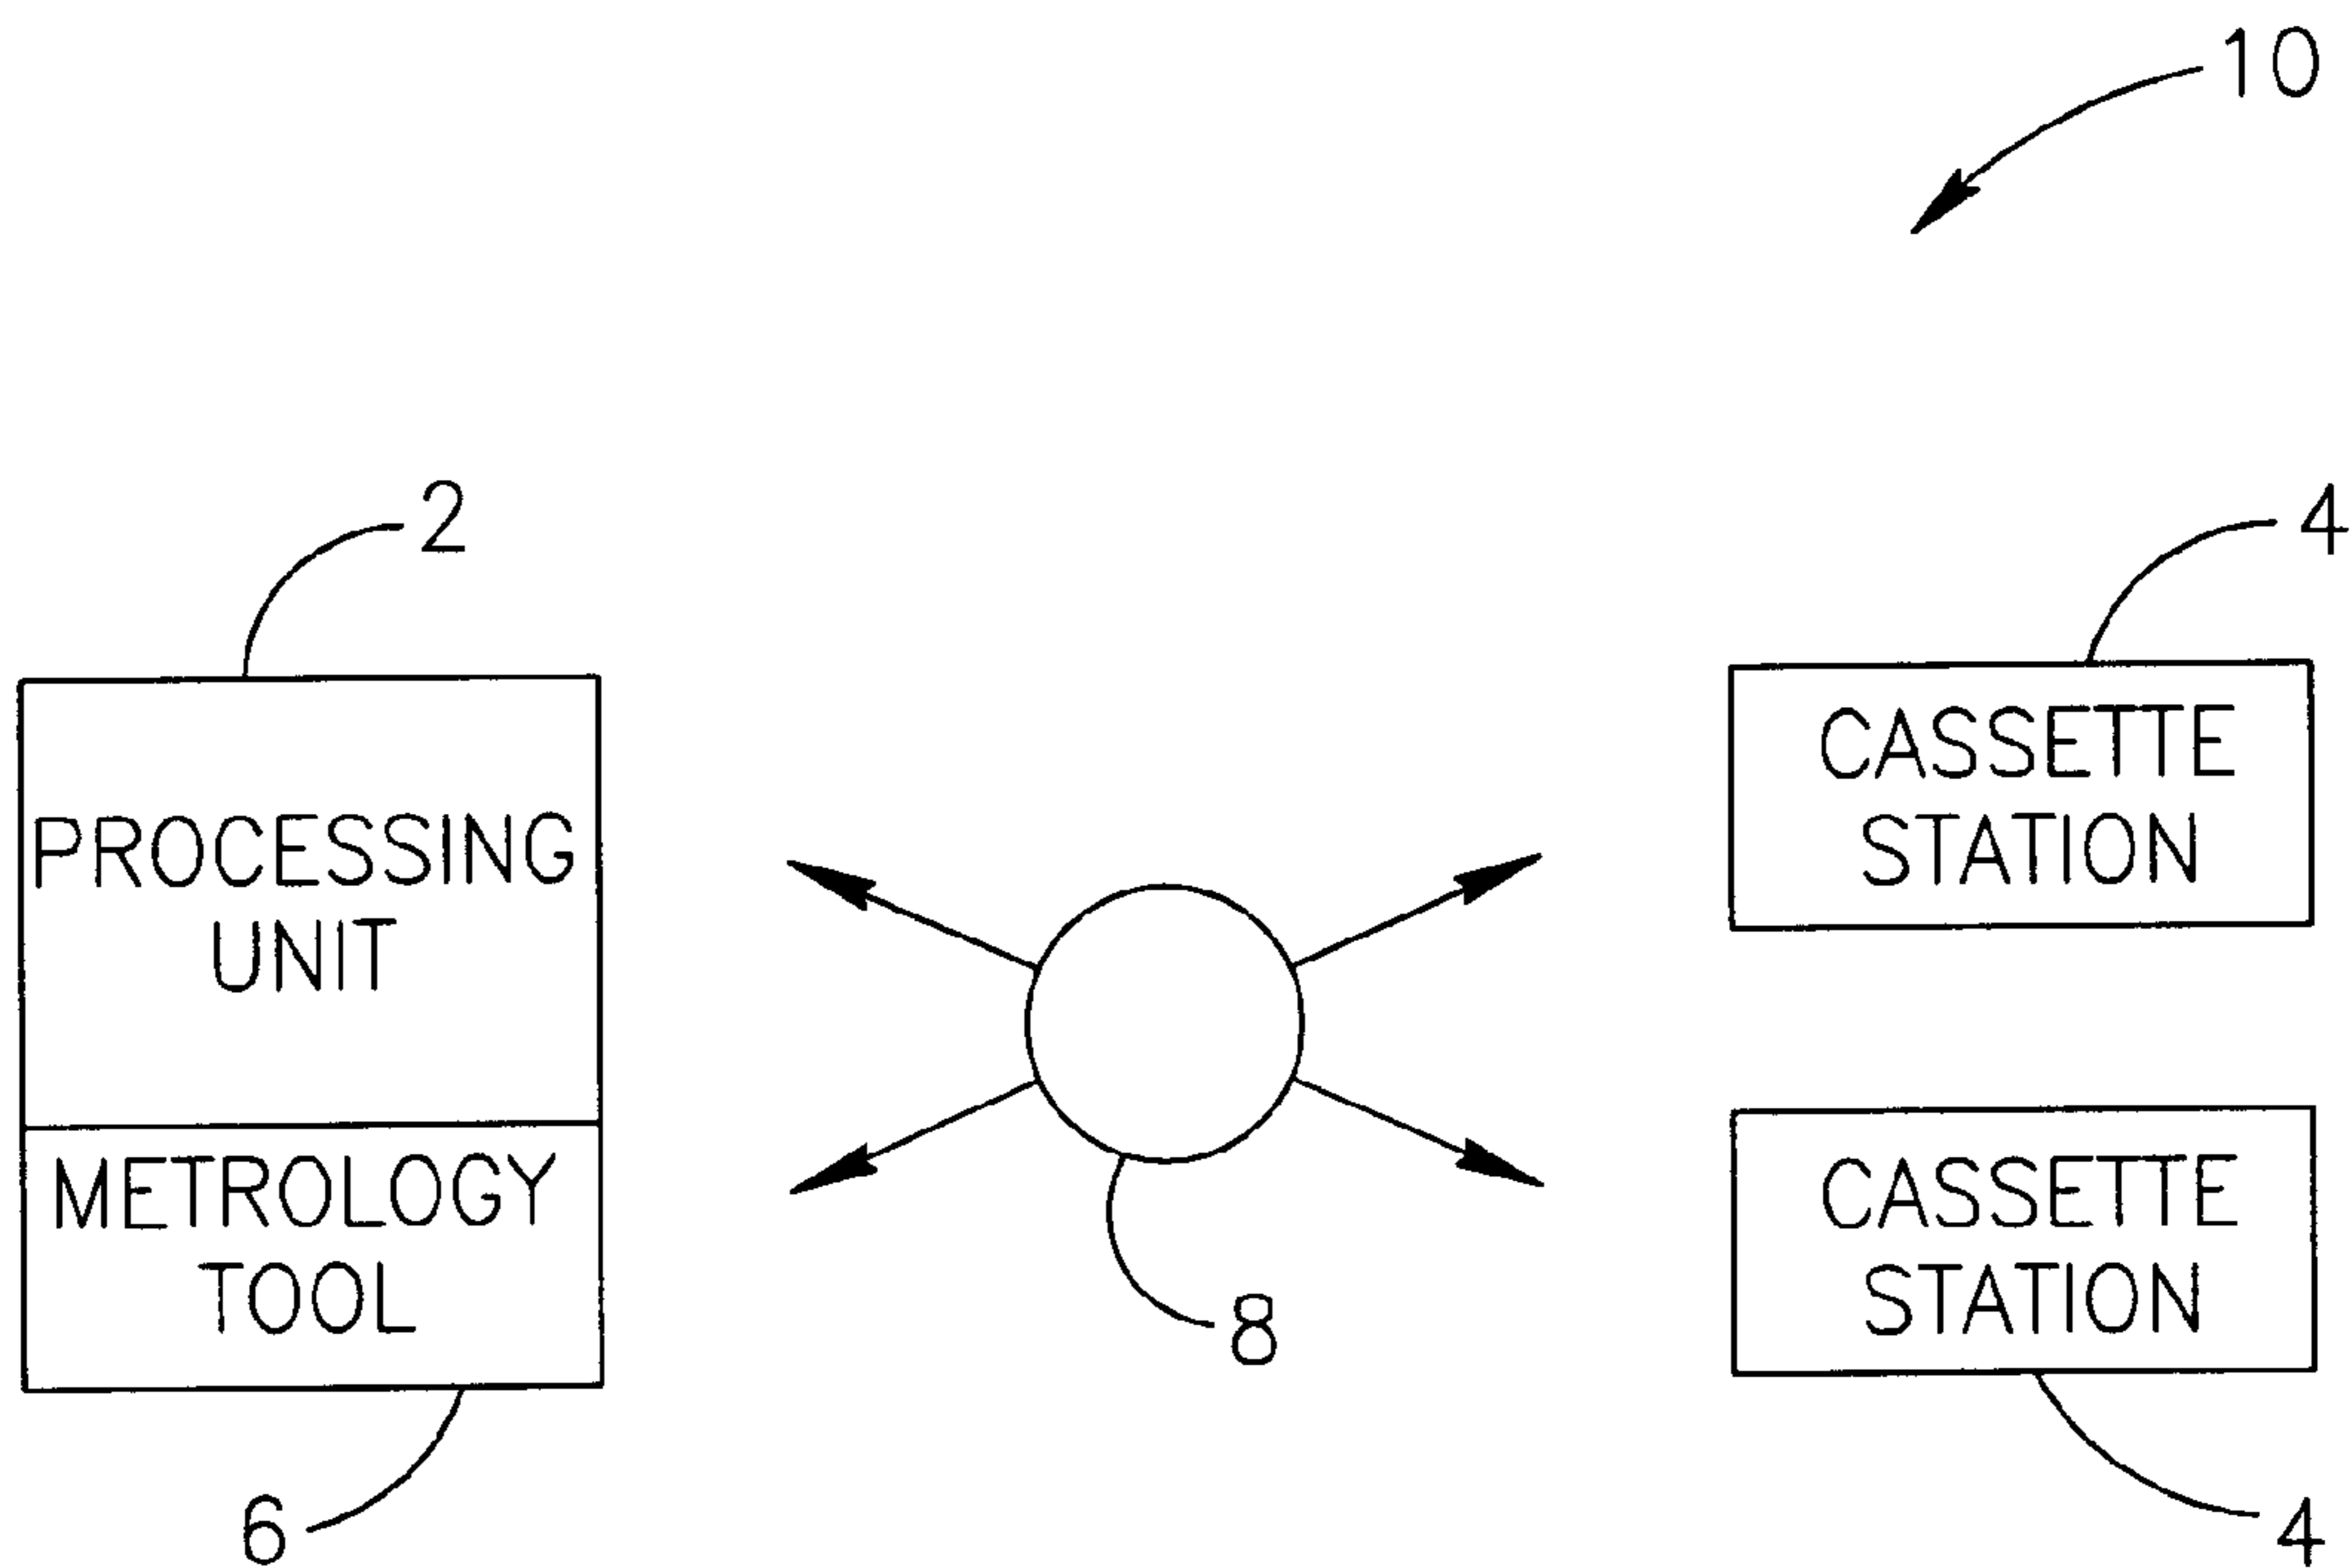 10
2
4
PROCESSING
UNIT
CASSETTE
STATION
METROLOGY
TOOL
CASSETTE
STATION
8
6
4